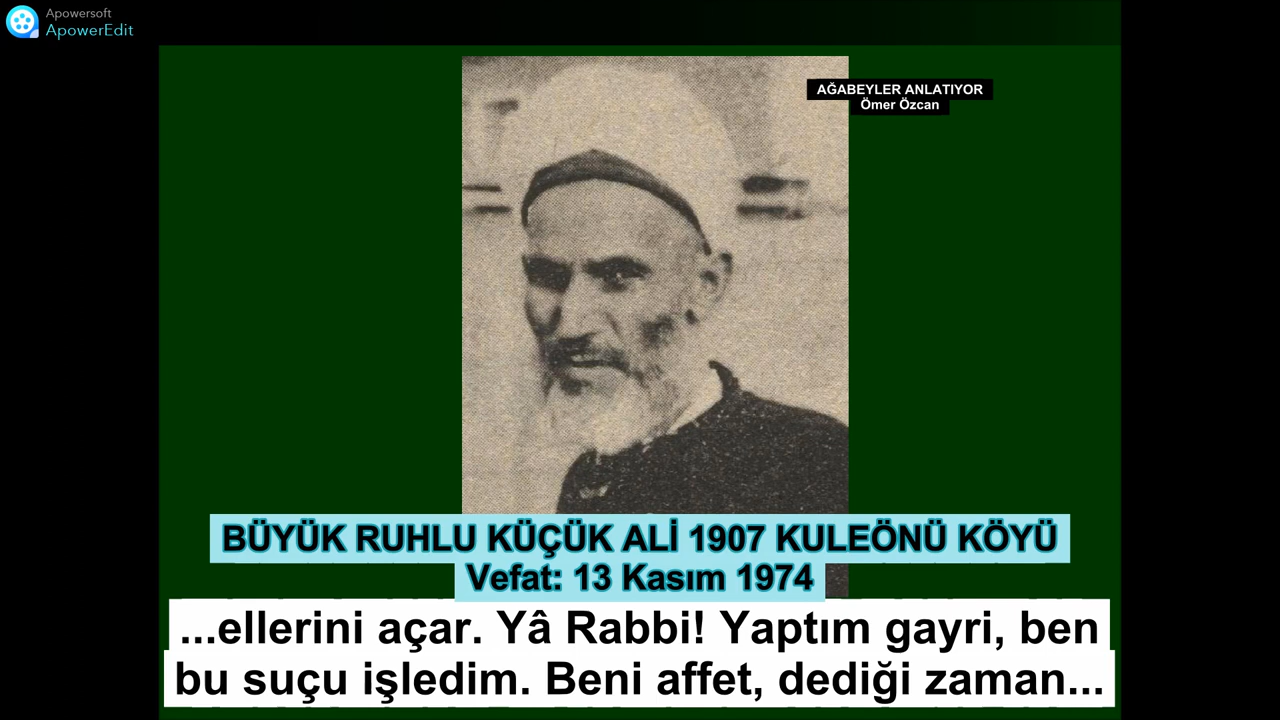 Apowersoft
ApowerEdit
AĞABEYLER ANLATIYOR
Ömer Özcan
BÜYÜK RUHLU KÜÇÜK ALİ 1907 KULEÖNÜ KÖYÜ
Vefat: 13 Kasım 1974
...ellerini açar. Yâ Rabbi! Yaptım gayri, ben
bu suçu işledim. Beni affet, dediği zaman...